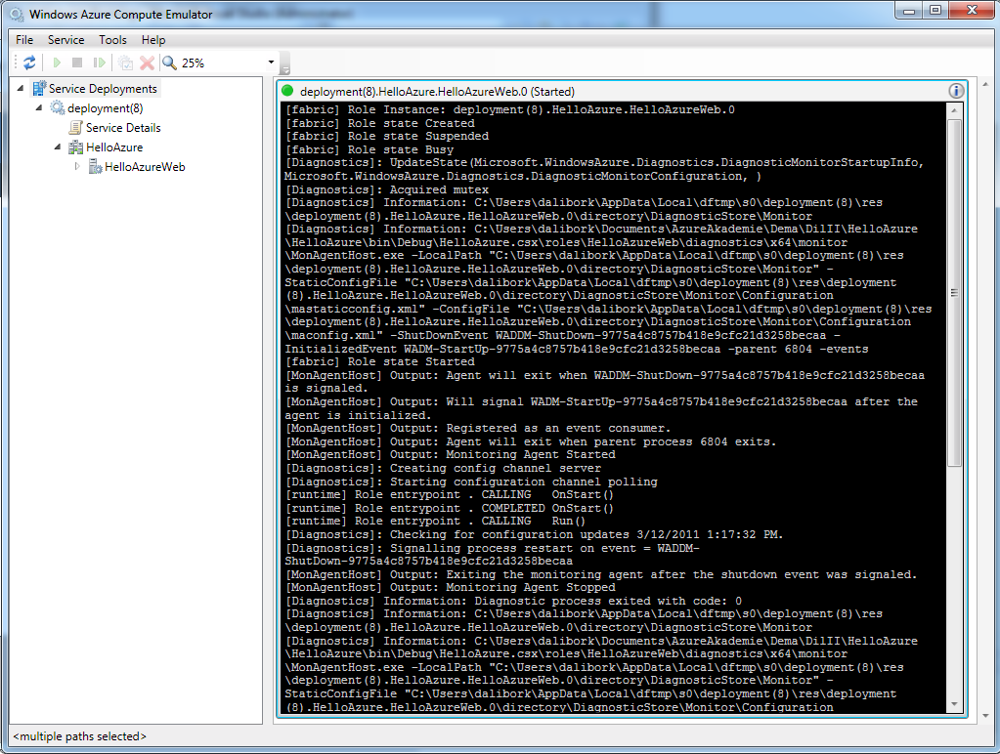 Windows Azure Compute Emulator
File Service Tools Help
25%
Service Deployments
deployment(8)
Service Details
HelloAzure
HelloAzureWeb
deployment(8).HelloAzure.HelloAzureWeb.0 (Started)
[fabric] Role Instance: deployment(8).HelloAzure.HelloAzureWeb.0
[fabric] Role state Created
[fabric] Role state Suspended
[fabric] Role state Busy
[Diagnostics]: UpdateState(Microsoft.WindowsAzure.Diagnostics.DiagnosticMonitorStartupInfo,
Microsoft.WindowsAzure.Diagnostics.DiagnosticMonitorConfiguration, )
[Diagnostics]: Acquired mutex
[Diagnostics] Information: C:\Users\dalibork\AppData\Local\dftmp\s0\deployment(8)\res
\deployment(8).HelloAzure.HelloAzureWeb.0\directory\DiagnosticStore\Monitor
[Diagnostics] Information: C:\Users\dalibork\Documents\AzureAkademie\Dema\DilII\HelloAzure
\HelloAzure\bin\Debug\HelloAzure.csx\roles\HelloAzureWeb\diagnostics\x64\monitor
\MonAgentHost.exe -LocalPath "C:\Users\dalibork\AppData\Local\dftmp\s0\deployment(8)\res
\deployment(8).HelloAzure.HelloAzureWeb.0\directory\DiagnosticStore\Monitor" -
StaticConfigFile "C:\Users\dalibork\AppData\Local\dftmp\s0\deployment(8)\res\deployment
(8).HelloAzure.HelloAzureWeb.0\directory\DiagnosticStore\Monitor\Configuration
\mastaticconfig.xml" -ConfigFile "C:\Users\dalibork\AppData\Local\dftmp\s0\deployment(8)\res
\deployment(8).HelloAzure.HelloAzureWeb.0\directory\DiagnosticStore\Monitor\Configuration
\maconfig.xml" -ShutDownEvent WADDM-ShutDown-9775a4c8757b418e9cfc21d3258becaa -
InitializedEvent WADM-StartUp-9775a4c8757b418e9cfc21d3258becaa -parent 6804 -events
[fabric] Role state Started
[MonAgentHost] Output: Agent will exit when WADDM-ShutDown-9775a4c8757b418e9cfc21d3258becaa
is signaled.
[MonAgentHost] Output: Will signal WADM-StartUp-9775a4c8757b418e9cfc21d3258becaa after the
agent is initialized.
[MonAgentHost] Output: Registered as an event consumer.
[MonAgentHost] Output: Agent will exit when parent process 6804 exits.
[MonAgentHost] Output: Monitoring Agent Started
[Diagnostics]: Creating config channel server
[Diagnostics]: Starting configuration channel polling
[runtime] Role entrypoint . CALLING   OnStart()
[runtime] Role entrypoint . COMPLETED OnStart()
[runtime] Role entrypoint . CALLING   Run()
[Diagnostics]: Checking for configuration updates 3/12/2011 1:17:32 PM.
[Diagnostics]: Signalling process restart on event = WADDM-
ShutDown-9775a4c8757b418e9cfc21d3258becaa
[MonAgentHost] Output: Exiting the monitoring agent after the shutdown event was signaled.
[MonAgentHost] Output: Monitoring Agent Stopped
[Diagnostics] Information: Diagnostic process exited with code: 0
[Diagnostics] Information: C:\Users\dalibork\AppData\Local\dftmp\s0\deployment(8)\res
\deployment(8).HelloAzure.HelloAzureWeb.0\directory\DiagnosticStore\Monitor
[Diagnostics] Information: C:\Users\dalibork\Documents\AzureAkademie\Dema\DilII\HelloAzure
\HelloAzure\bin\Debug\HelloAzure.csx\roles\HelloAzureWeb\diagnostics\x64\monitor
\MonAgentHost.exe -LocalPath "C:\Users\dalibork\AppData\Local\dftmp\s0\deployment(8)\res
\deployment(8).HelloAzure.HelloAzureWeb.0\directory\DiagnosticStore\Monitor" -
StaticConfigFile "C:\Users\dalibork\AppData\Local\dftmp\s0\deployment(8)\res\deployment
(8).HelloAzure.HelloAzureWeb.0\directory\DiagnosticStore\Monitor\Configuration
<multiple paths selected>